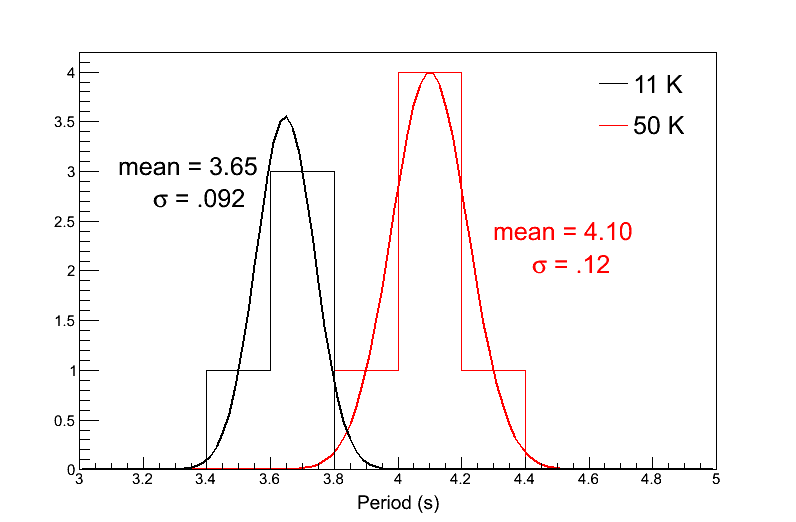 4
3.5
3
2.5
2
1.5
1
0.5
0
11 K
50 K
mean = 3.65
σ = .092
mean = 4.10
σ = .12
3 3.2 3.4 3.6 3.8 4 4.2 4.4 4.6 4.8 5
Period (s)